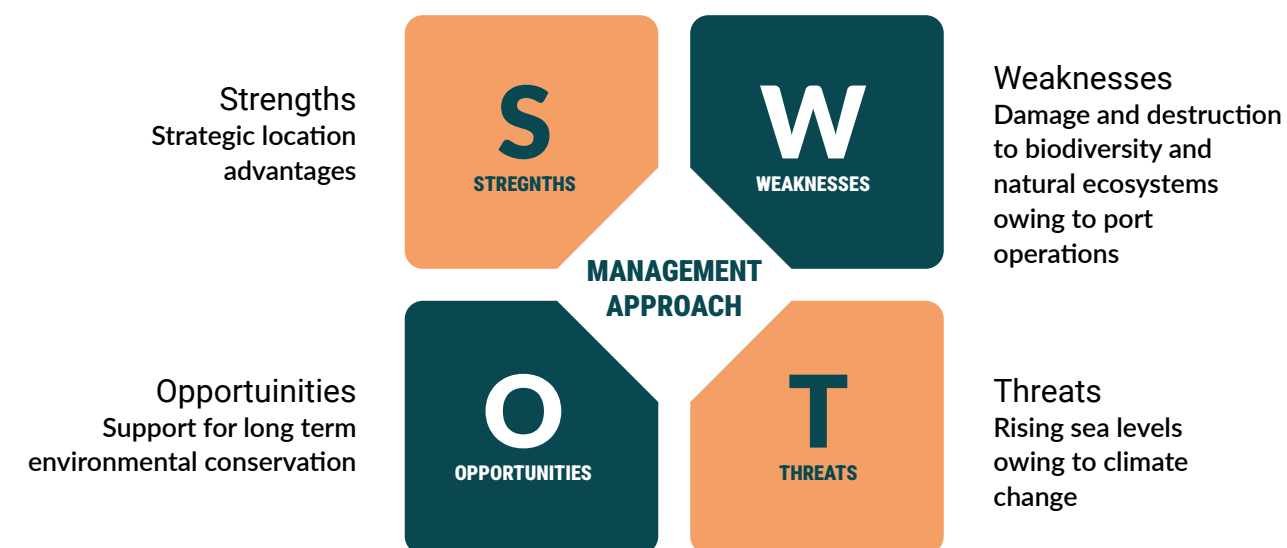 Strengths
Strategic location
advantages
S
STREGNTHS
W
WEAKNESSES
Weaknesses
Damage and destruction
to biodiversity and
natural ecosystems
owing to port
operations
MANAGEMENT
APPROACH
Opportuinities
Support for long term
environmental conservation
O
OPPORTUNITIES
T
THREATS
Threats
Rising sea levels
owing to climate
change